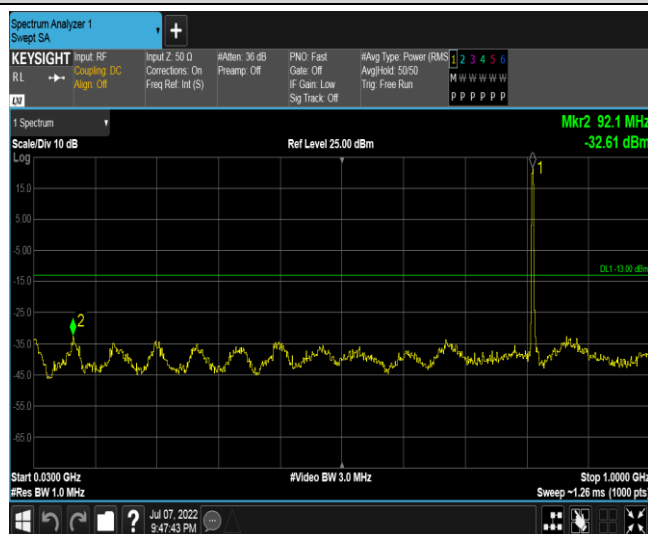 Spectrum Analyzer 1
Swept SA
+
KEYSIGHT
RL
LXI
Input: RF
Coupling: DC
Align: Off
Input Z: 50 Ω
Corrections: On
Freq Ref: Int (S)
#Atten: 36 dB
Preamp: Off
PNO: Fast
Gate: Off
IF Gain: Low
Sig Track: Off
#Avg Type: Power (RMS
Avg|Hold: 50/50
Trig: Free Run
1 2 3 4 5 6
M W W W W W
P P P P P P
1 Spectrum
Mkr2 92.1 MHz
Scale/Div 10 dB
Ref Level 25.00 dBm
-32.61 dBm
Log
1
15.0
5.00
-5.00
DL1 -13.00 dBm
-15.0
-25.0
2
-35.0
-45.0
-55.0
-65.0
Start 0.0300 GHz
#Video BW 3.0 MHz
Stop 1.0000 GHz
#Res BW 1.0 MHz
Sweep ~1.26 ms (1000 pts)
?
Jul 07, 2022
9:47:43 PM